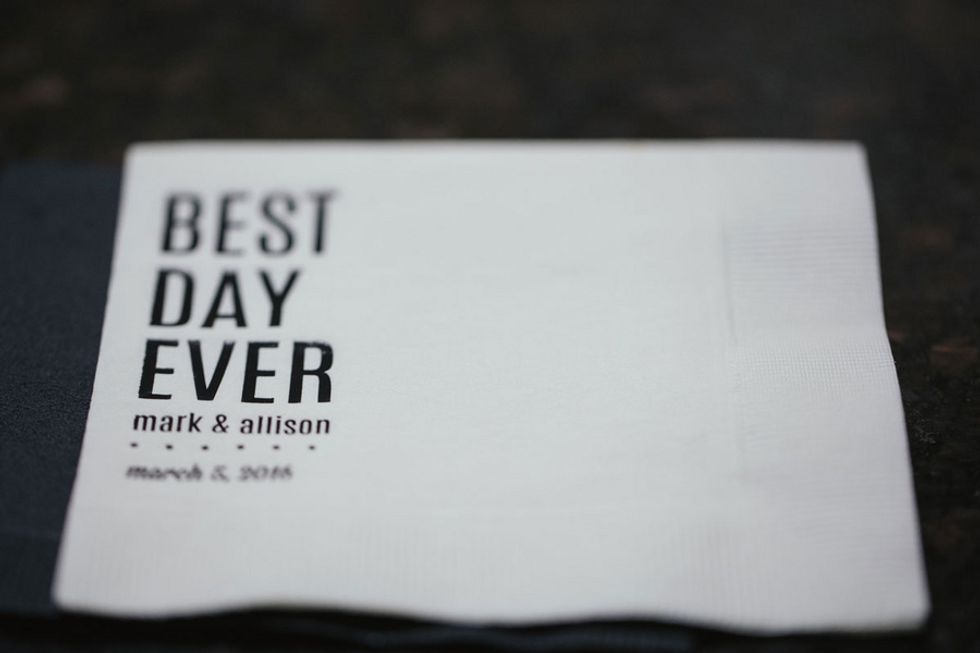 BEST
DAY
EVER
mark & allison
march 5, 2016